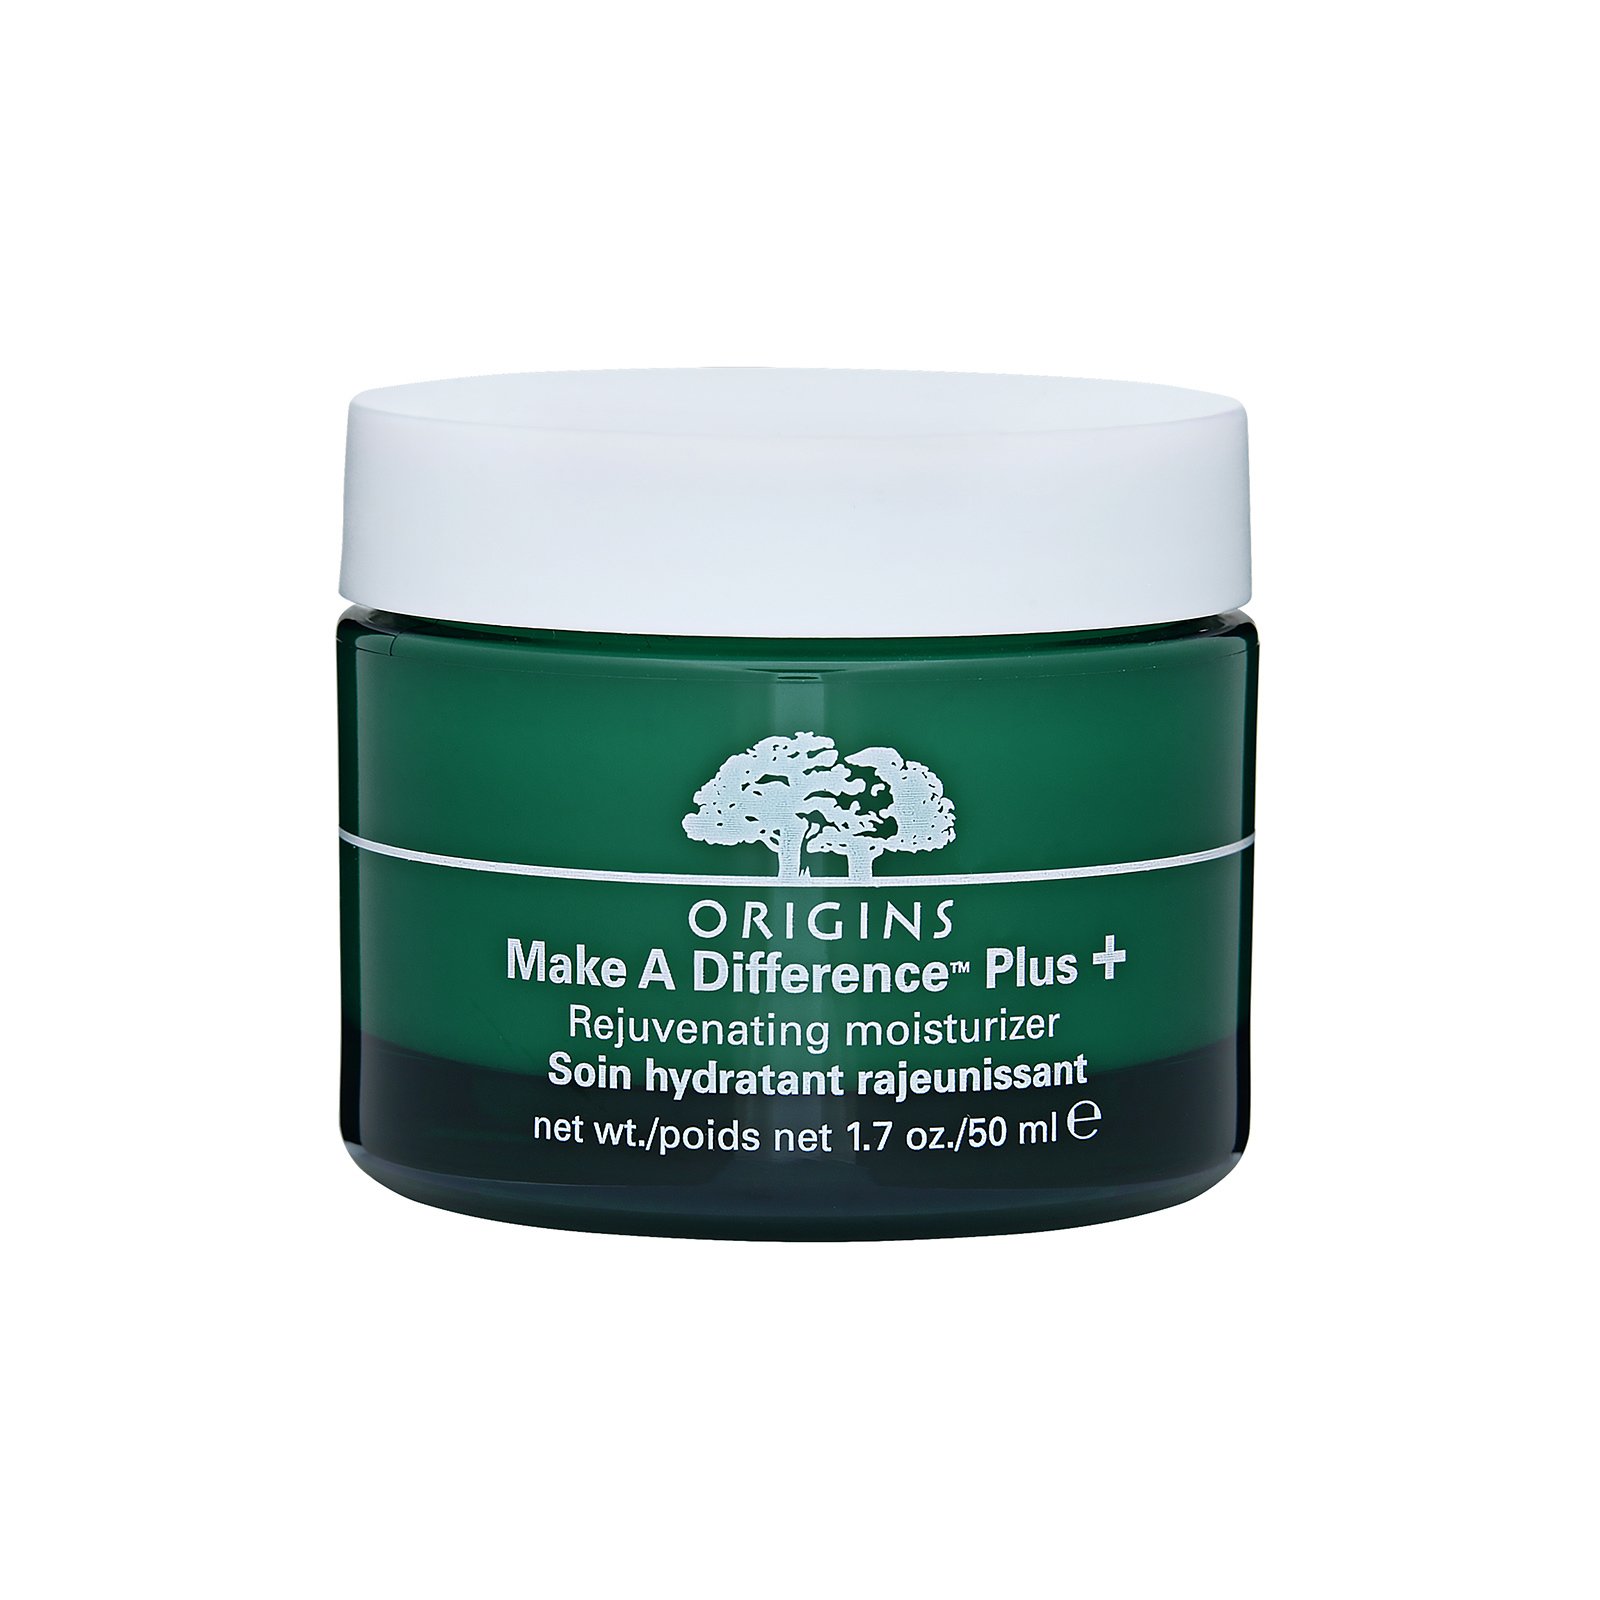 ORIGINS
Make A Difference™ Plus +
Rejuvenating moisturizer
Soin hydratant rajeunissant
net wt./poids net 1.7 oz./50 ml ℮